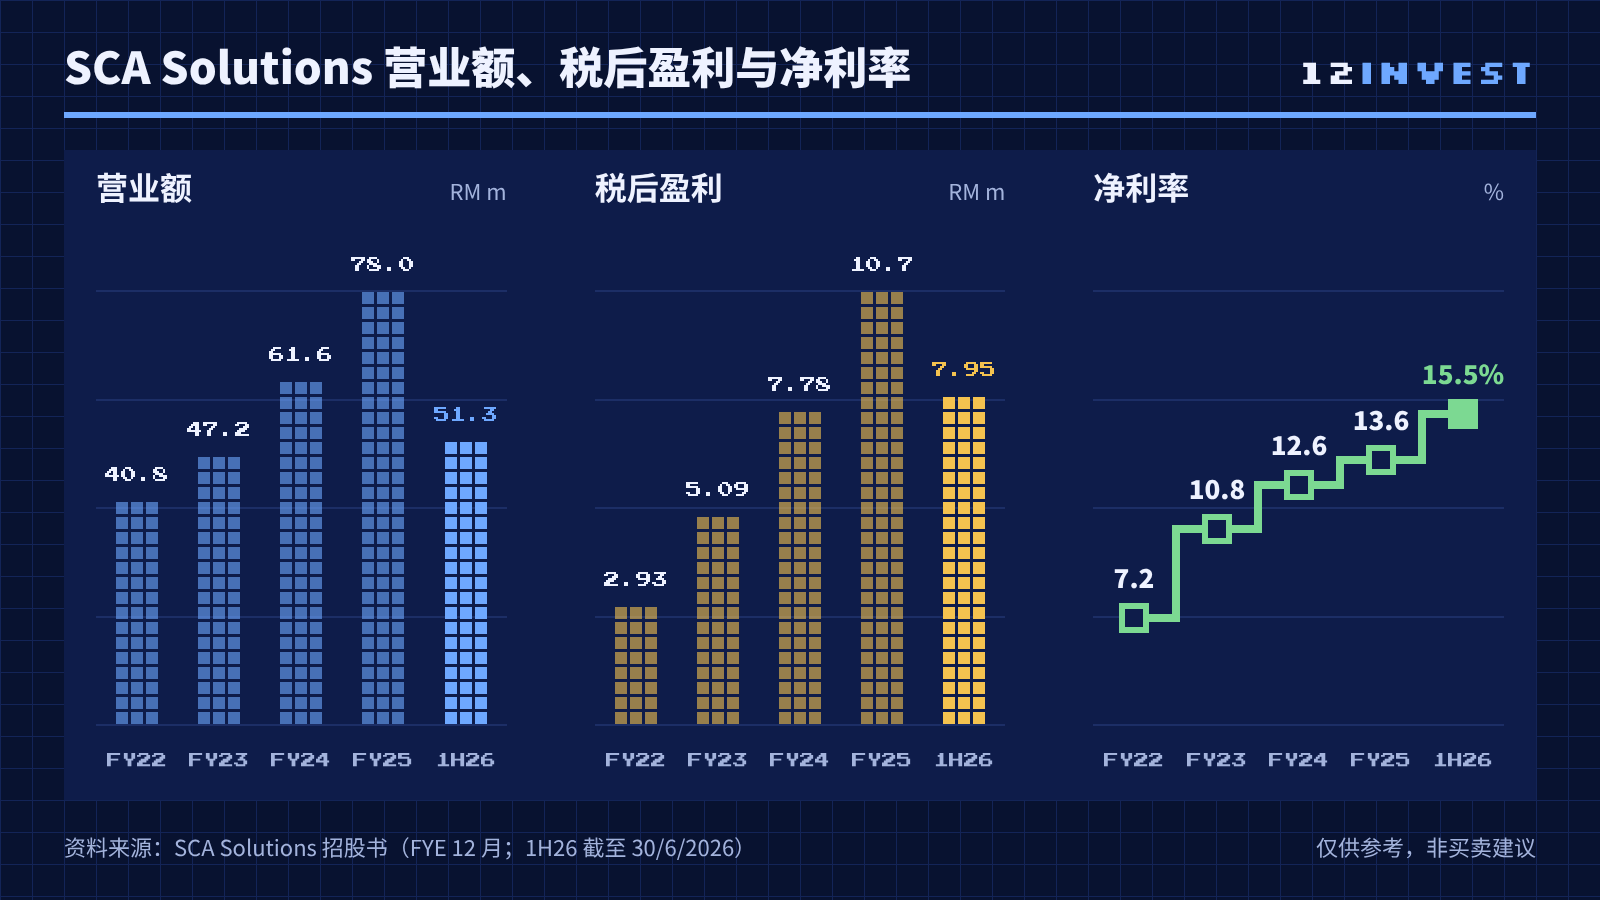 SCA Solutions 营业额、税后盈利与净利率
12INVEST
营业额 RM m
78.0
61.6
51.3
47.2
40.8
FY22 FY23 FY24 FY25 1H26
税后盈利 RM m
10.7
7.95
7.78
5.09
2.93
FY22 FY23 FY24 FY25 1H26
净利率 %
15.5%
13.6
12.6
10.8
7.2
FY22 FY23 FY24 FY25 1H26
资料来源：SCA Solutions 招股书（FYE 12 月；1H26 截至 30/6/2026）
仅供参考，非买卖建议